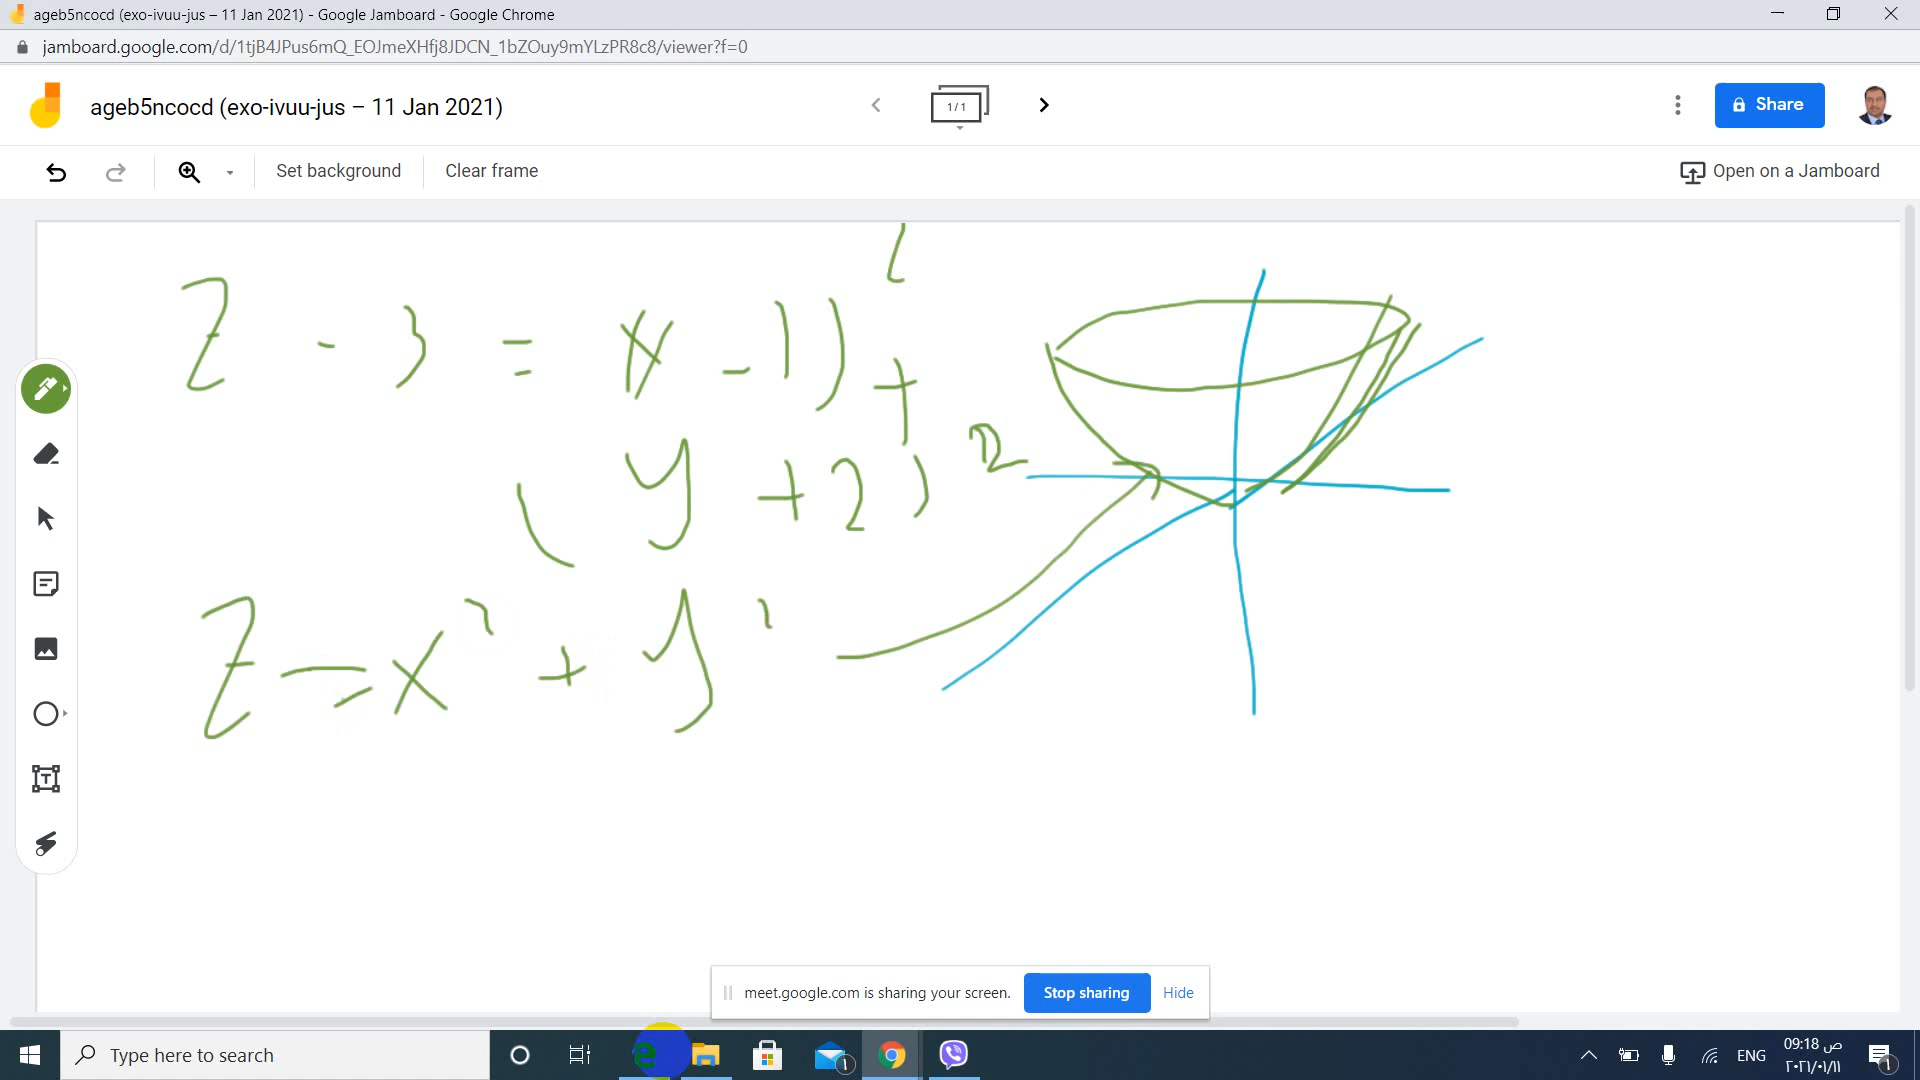 ageb5ncocd (exo-ivuu-jus – 11 Jan 2021) - Google Jamboard - Google Chrome
jamboard.google.com/d/1tjB4JPus6mQ_EOJmeXHfj8JDCN_1bZOuy9mYLzPR8c8/viewer?f=0
ageb5ncocd (exo-ivuu-jus – 11 Jan 2021)
1/1
Share
Set background
Clear frame
Open on a Jamboard
Z - 3 = x - 1) +
( y + 2 ) 2
Z = x² + y
meet.google.com is sharing your screen.
Stop sharing
Hide
Type here to search
ENG
09:18 ص
٢٠٢١/٠١/١١